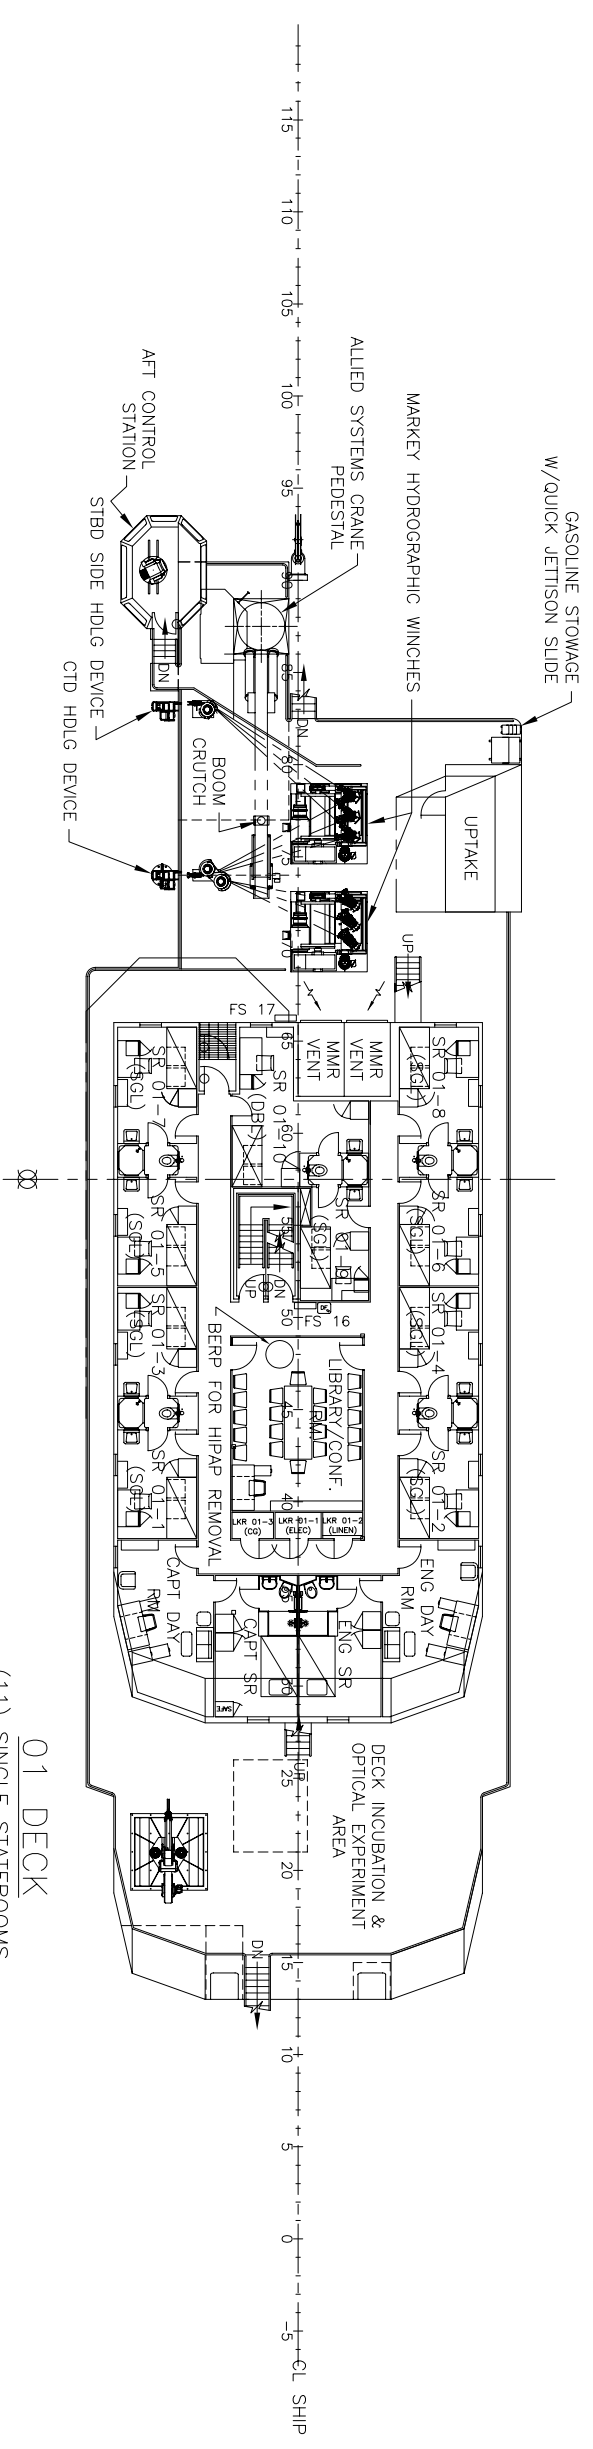 115
110
105
100
95
90
85
80
65
60
55
50
45
40
30
25
20
15
10
5
0
-5
CL SHIP
GASOLINE STOWAGE
W/QUICK JETTISON SLIDE
MARKEY HYDROGRAPHIC WINCHES
ALLIED SYSTEMS CRANE
PEDESTAL
AFT CONTROL
STATION
STBD SIDE HDLG DEVICE
CTD HDLG DEVICE
BOOM
CRUTCH
UPTAKE
DN
DN
UP
FS 17
MMR
VENT
MMR
VENT
SR 01-8
(SGL)
SR 01-6
(SGL)
SR 01-4
(SGL)
SR 01-2
(SGL)
SR 01-10
(DBL)
SR 01-9
(SGL)
SR 01-7
(SGL)
SR 01-5
(SGL)
SR 01-3
(SGL)
SR 01-1
(SGL)
DN
UP
FS 16
LIBRARY/CONF.
RM.
BERP FOR HIPAP REMOVAL
LKR 01-3
(CG)
LKR 01-1
(ELEC)
LKR 01-2
(LINEN)
ENG DAY
RM
CAPT DAY
RM
ENG SR
CAPT SR
SAFE
UP
DECK INCUBATION &
OPTICAL EXPERIMENT
AREA
DN
01 DECK
(11) SINGLE STATEROOMS